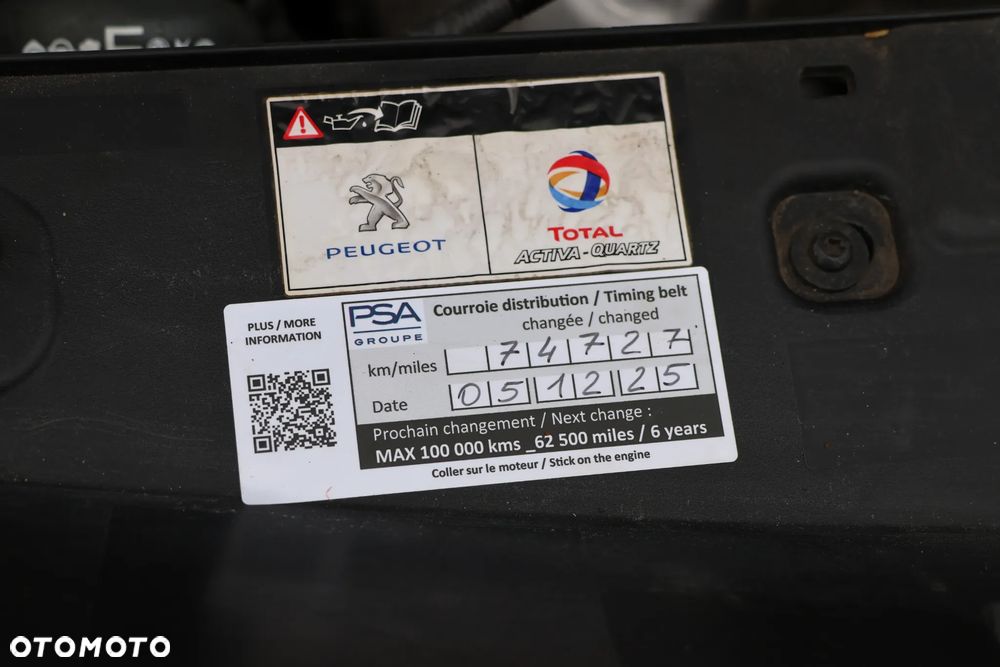 PEUGEOT
TOTAL
ACTIVA - QUARTZ
PLUS / MORE
INFORMATION
PSA
GROUPE
Courroie distribution / Timing belt
changée / changed
km/miles 74727
Date 051225
Prochain changement / Next change :
MAX 100 000 kms _62 500 miles / 6 years
Coller sur le moteur / Stick on the engine
OTOMOTO